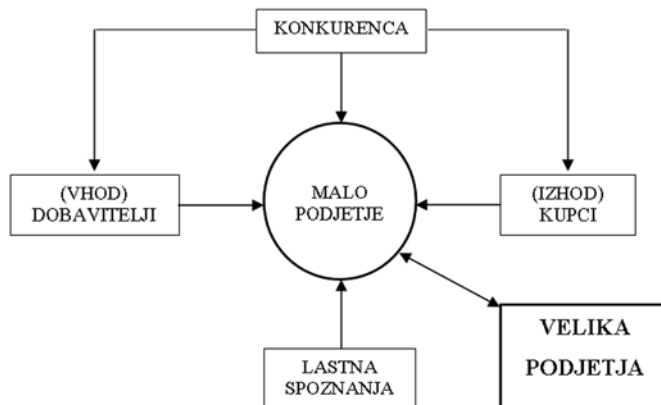 KONKURENCA
(VHOD)
DOBAVITELJI
MALO
PODJETJE
(IZHOD)
KUPCI
VELIKA
PODJETJA
LASTNA
SPOZNANJA